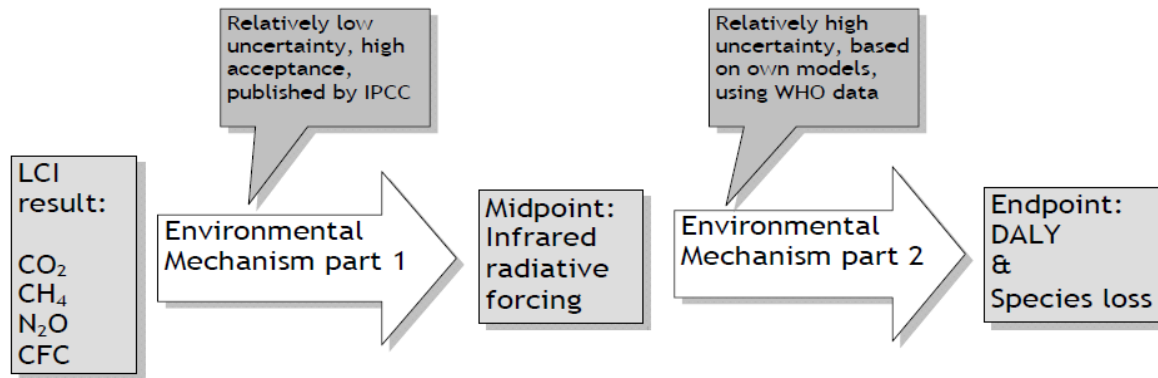 Relatively low
uncertainty, high
acceptance,
published by IPCC
Relatively high
uncertainty, based
on own models,
using WHO data
LCI
result:
CO₂
CH₄
N₂O
CFC
Environmental
Mechanism part 1
Midpoint:
Infrared
radiative
forcing
Environmental
Mechanism part 2
Endpoint:
DALY
&
Species loss